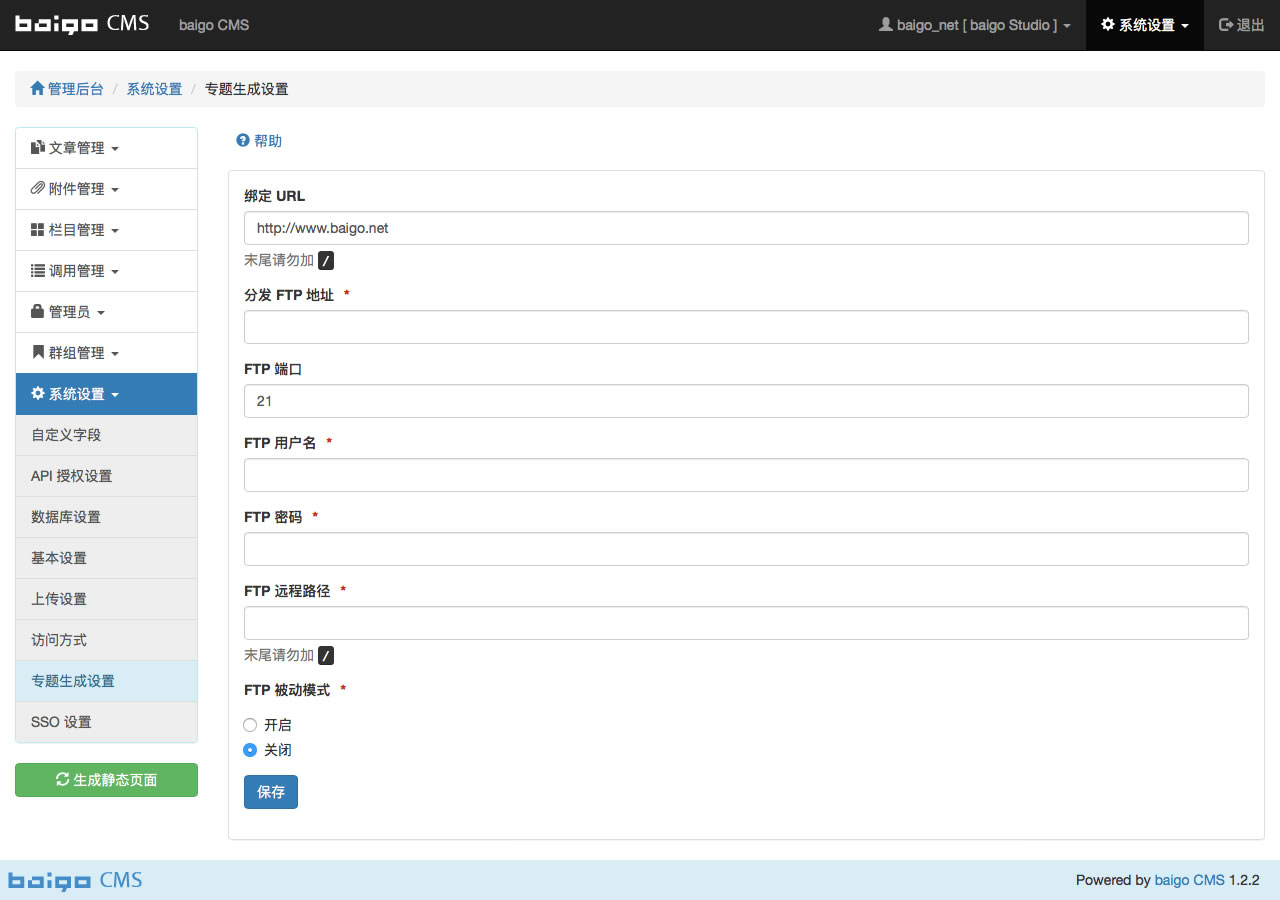 baigo CMS baigo CMS baigo_net [ baigo Studio ] 系统设置 退出
管理后台 / 系统设置 / 专题生成设置
文章管理
附件管理
栏目管理
调用管理
管理员
群组管理
系统设置
自定义字段
API 授权设置
数据库设置
基本设置
上传设置
访问方式
专题生成设置
SSO 设置
生成静态页面
帮助
绑定 URL
http://www.baigo.net
末尾请勿加 /
分发 FTP 地址 *
FTP 端口
21
FTP 用户名 *
FTP 密码 *
FTP 远程路径 *
末尾请勿加 /
FTP 被动模式 *
开启
关闭
保存
baigo CMS Powered by baigo CMS 1.2.2